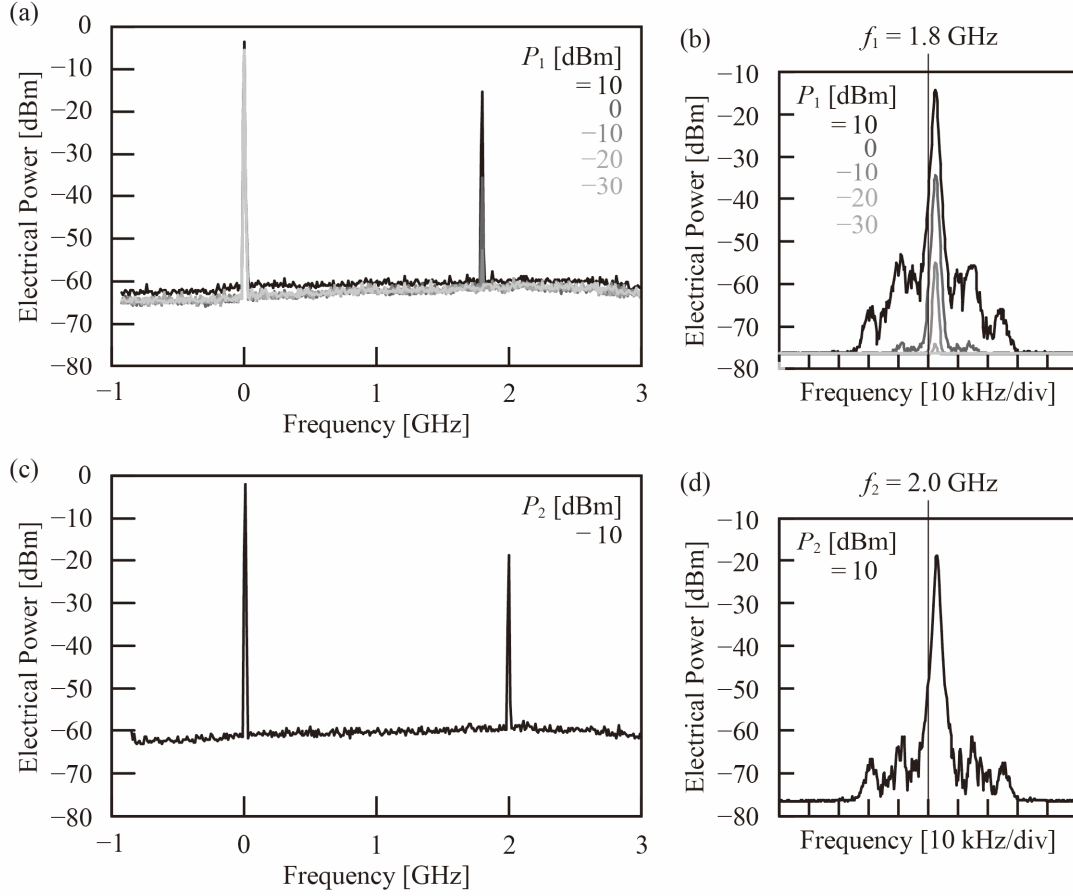 (a)
0
−10
−20
−30
−40
−50
−60
−70
−80
Electrical Power [dBm]
P1 [dBm]
= 10
0
−10
−20
−30
−1 0 1 2 3
Frequency [GHz]
(b)
f1 = 1.8 GHz
−10
−20
−30
−40
−50
−60
−70
−80
Electrical Power [dBm]
P1 [dBm]
= 10
0
−10
−20
−30
Frequency [10 kHz/div]
(c)
0
−10
−20
−30
−40
−50
−60
−70
−80
Electrical Power [dBm]
P2 [dBm]
− 10
−1 0 1 2 3
Frequency [GHz]
(d)
f2 = 2.0 GHz
−10
−20
−30
−40
−50
−60
−70
−80
Electrical Power [dBm]
P2 [dBm]
= 10
Frequency [10 kHz/div]